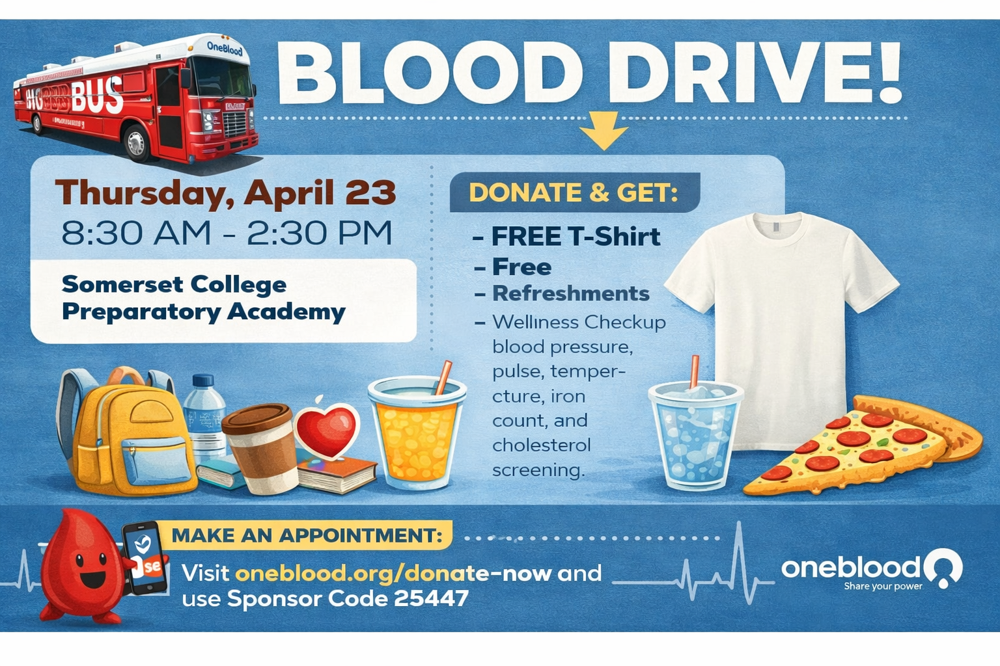 OneBlood
BIG RED BUS
BLOOD DRIVE!
Thursday, April 23
8:30 AM - 2:30 PM
Somerset College
Preparatory Academy
DONATE & GET:
- FREE T-Shirt
- Free
- Refreshments
- Wellness Checkup
blood pressure,
pulse, temper-
cture, iron
count, and
cholesterol
screening.
MAKE AN APPOINTMENT:
se
Visit oneblood.org/donate-now and
use Sponsor Code 25447
oneblood
Share your power